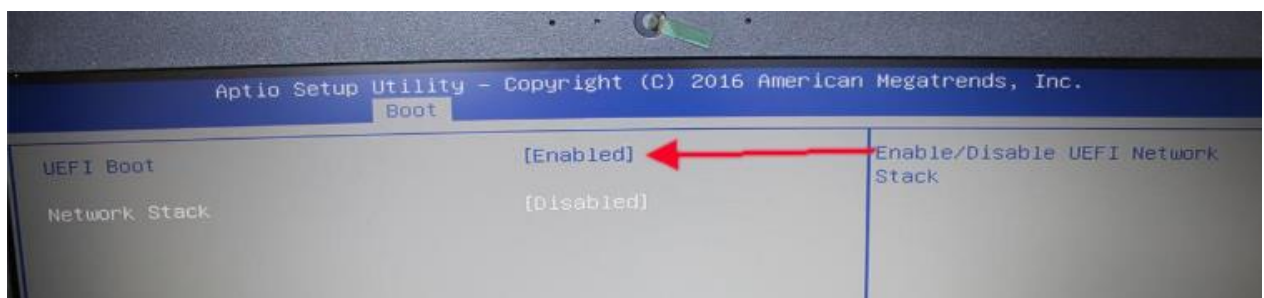 Aptio Setup Utility – Copyright (C) 2016 American Megatrends, Inc.
Boot
UEFI Boot [Enabled]
Network Stack [Disabled]
Enable/Disable UEFI Network
Stack